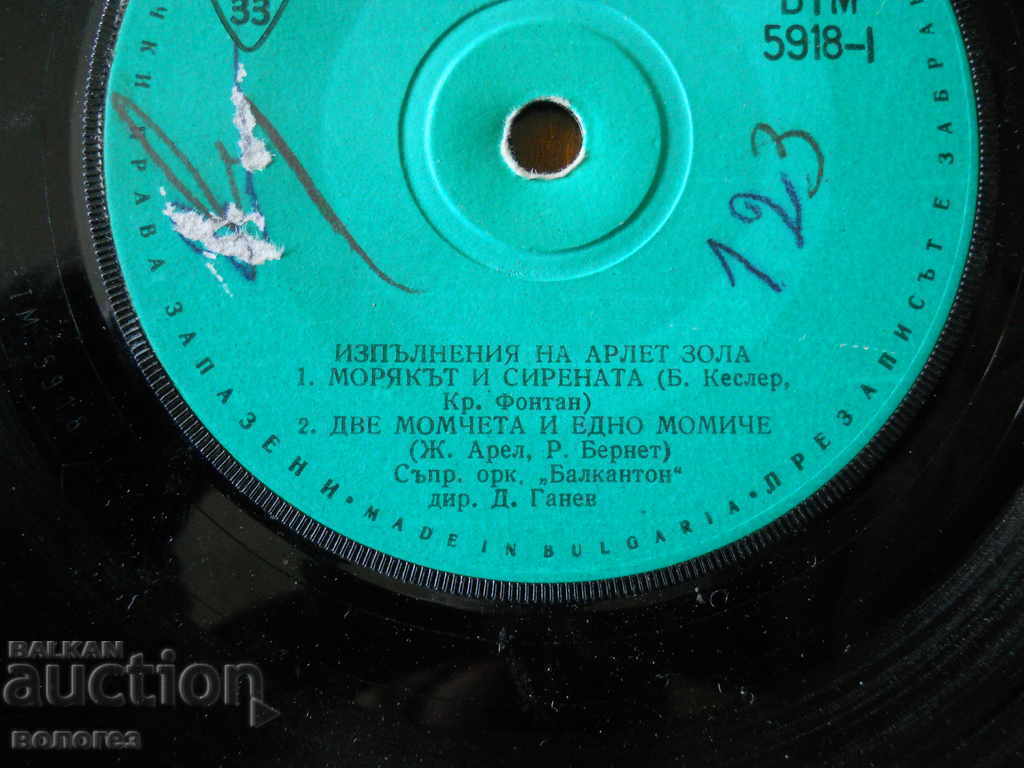 33
ВТМ
5918-I
123
ИЗПЪЛНЕНИЯ НА АРЛЕТ ЗОЛА
1. МОРЯКЪТ И СИРЕНАТА (Б. Кеслер,
Кр. Фонтан)
2. ДВЕ МОМЧЕТА И ЕДНО МОМИЧЕ
(Ж. Арел, Р. Бернет)
Съпр. орк. „Балкантон“
дир. Д. Ганев
ПРАВА ЗАПАЗЕНИ • MADE IN BULGARIA • ПРЕЗАПИСЪТ Е
BALKAN
auction
вологез